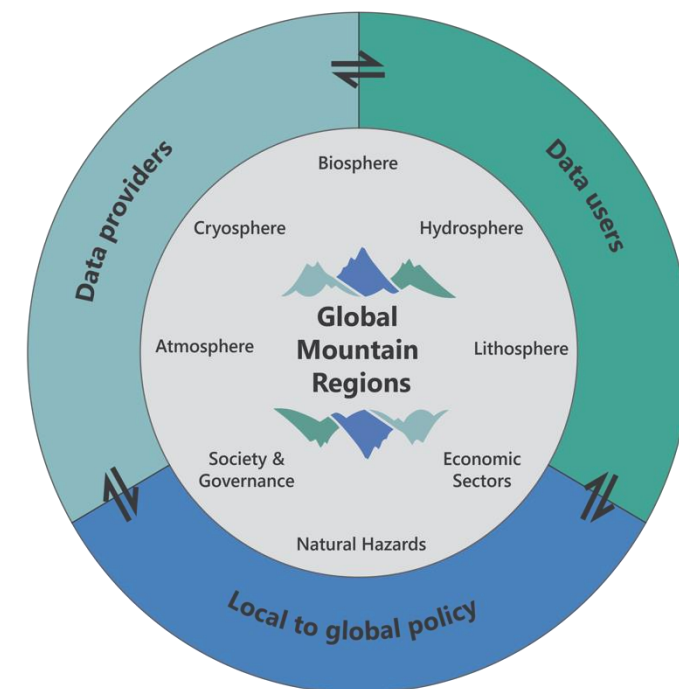 Data providers
Data users
Biosphere
Cryosphere
Hydrosphere
Global
Mountain
Regions
Atmosphere
Lithosphere
Society &
Governance
Economic
Sectors
Natural Hazards
Local to global policy